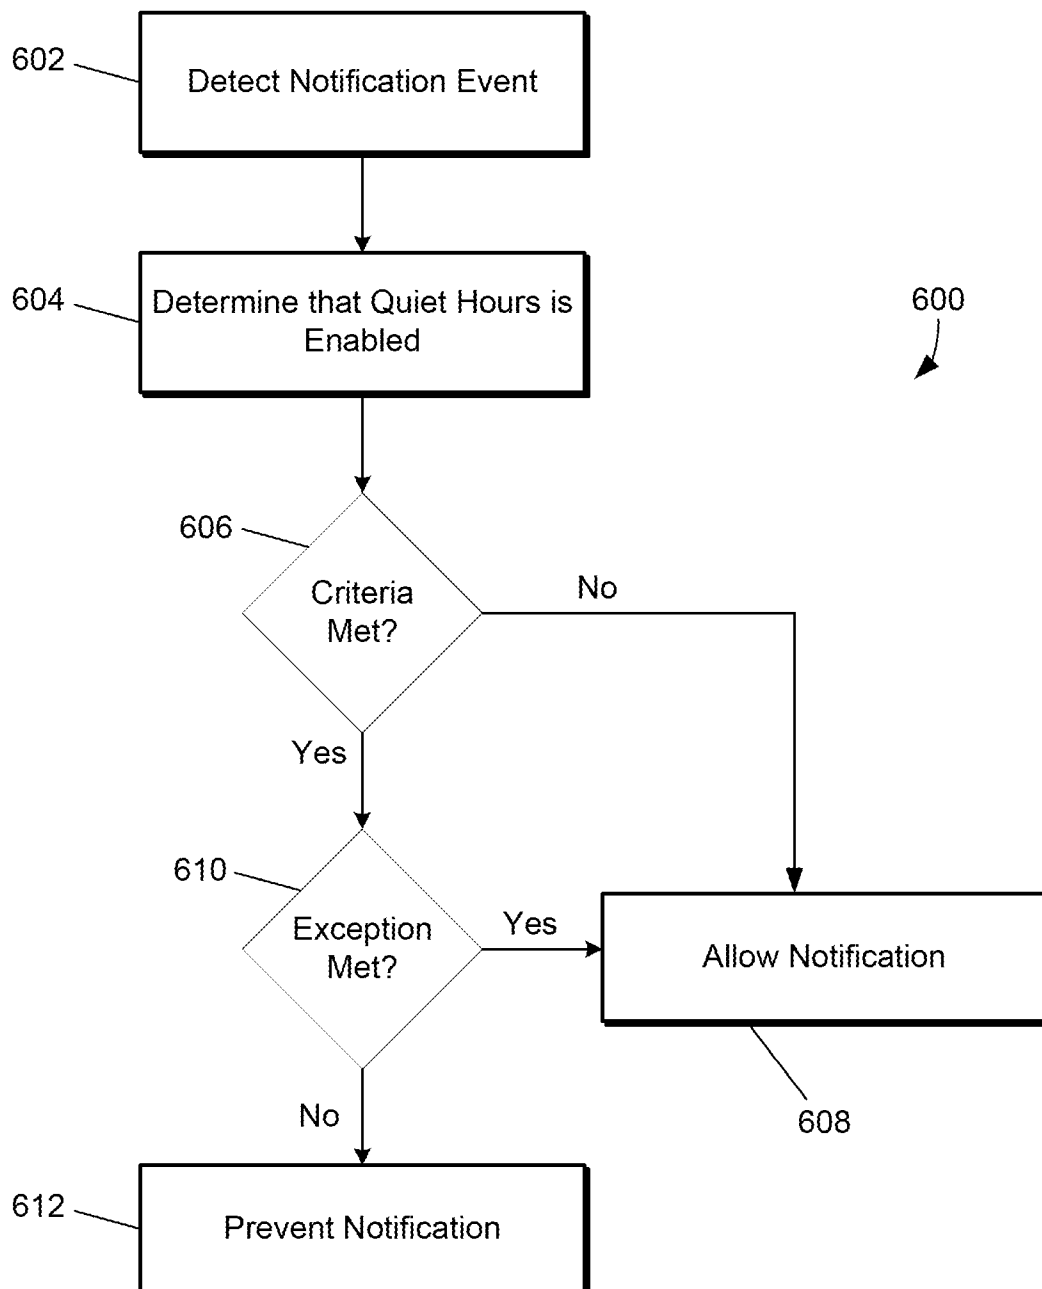 602
Detect Notification Event
604
Determine that Quiet Hours is
Enabled
600
606
Criteria
Met?
No
Yes
610
Exception
Met?
Yes
Allow Notification
608
No
612
Prevent Notification